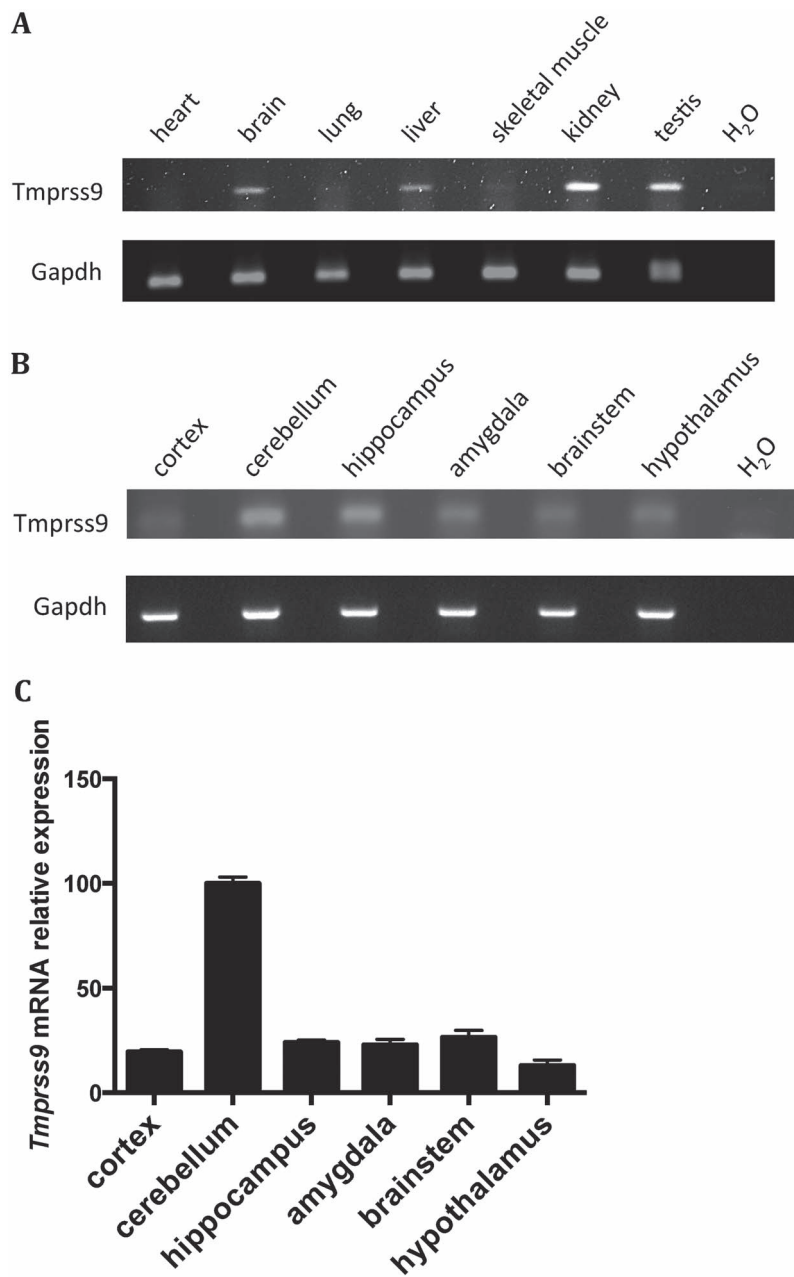 A
heart brain lung liver skeletal muscle kidney testis H₂O
Tmprss9
Gapdh
B
cortex cerebellum hippocampus amygdala brainstem hypothalamus H₂O
Tmprss9
Gapdh
C
Tmprss9 mRNA relative expression
150
100
50
0
cortex cerebellum hippocampus amygdala brainstem hypothalamus